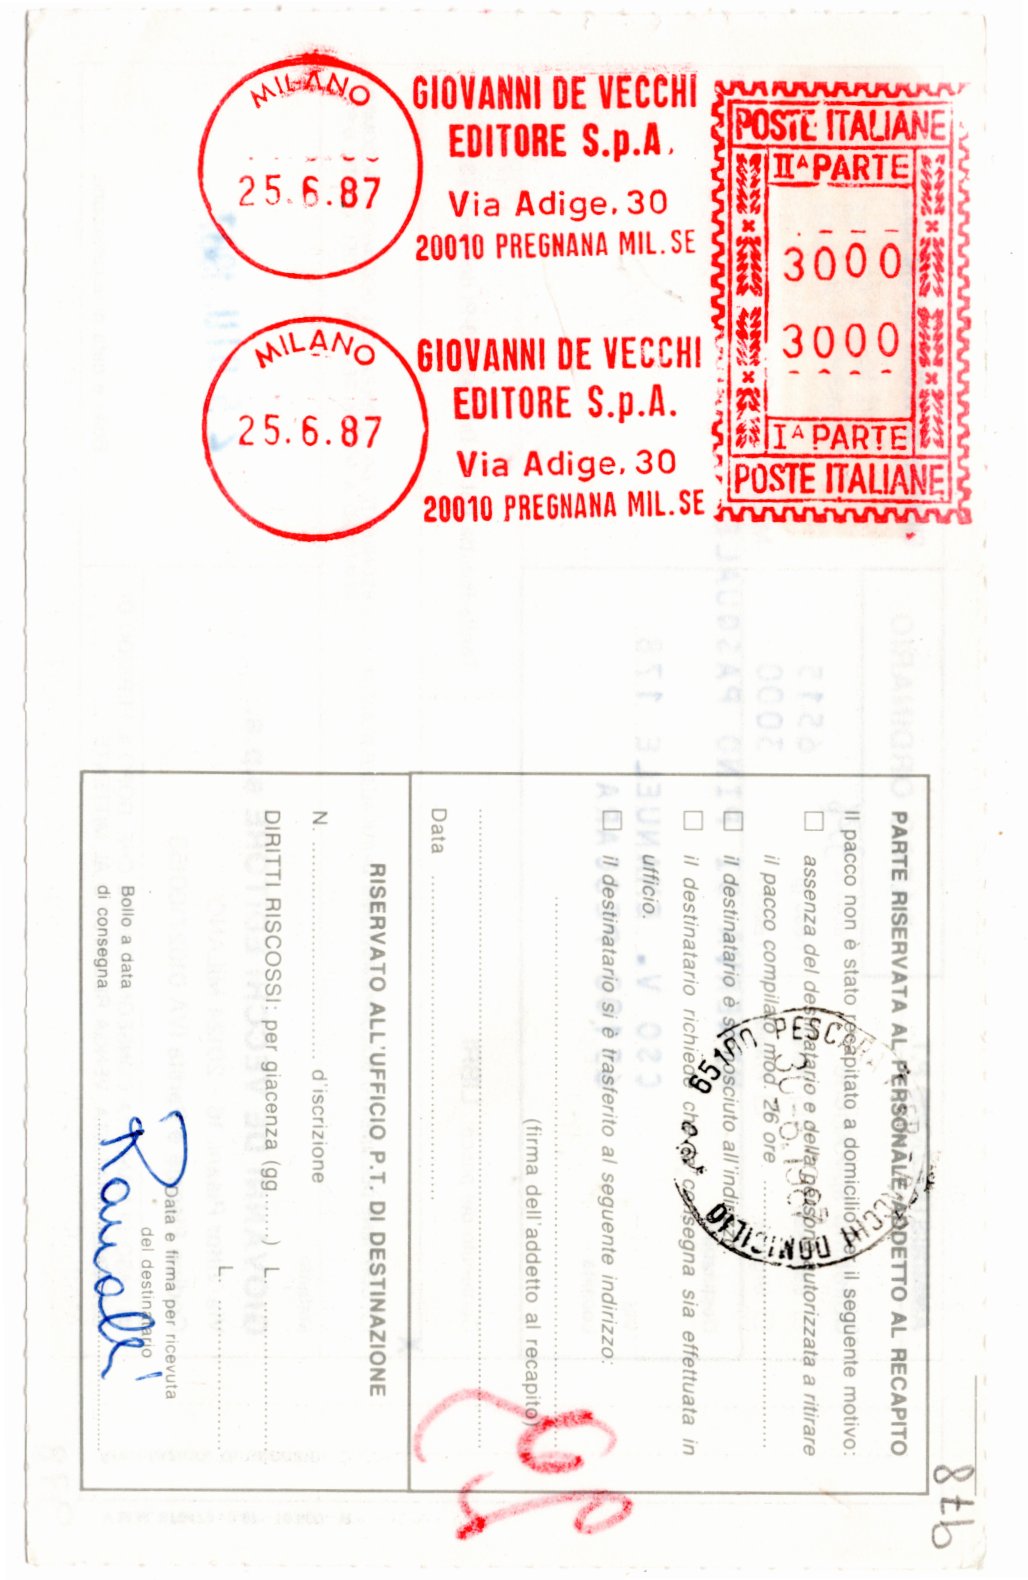 MILANO
25.6.87
GIOVANNI DE VECCHI
EDITORE S.p.A.
Via Adige, 30
20010 PREGNANA MIL. SE
POSTE ITALIANE
IIA PARTE
3000
3000
IA PARTE
POSTE ITALIANE
MILANO
25.6.87
GIOVANNI DE VECCHI
EDITORE S.p.A.
Via Adige, 30
20010 PREGNANA MIL. SE
PARTE RISERVATA AL PERSONALE ADDETTO AL RECAPITO
Il pacco non è stato recapitato a domicilio per il seguente motivo:
☐ assenza del destinatario e della persona autorizzata a ritirare
il pacco compilato mod. 26 ore
☐ il destinatario è sconosciuto all'indirizzo
☐ il destinatario richiede che la consegna sia effettuata in
ufficio.
☐ il destinatario si è trasferito al seguente indirizzo:
(firma dell'addetto al recapito)
Data
65100 PESCARA
PACCHI DOMICILIO
RISERVATO ALL'UFFICIO P.T. DI DESTINAZIONE
N. d'iscrizione
DIRITTI RISCOSSI: per giacenza (gg. ......) L.
L.
Bollo a data
di consegna
Data e firma per ricevuta
del destinatario